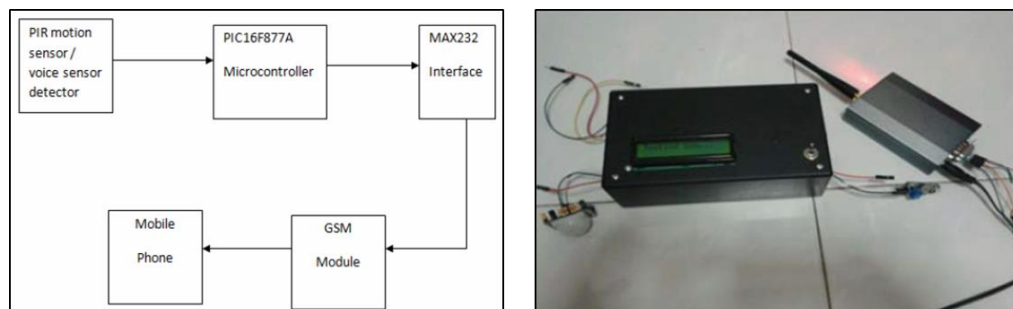 PIR motion
sensor /
voice sensor
detector
PIC16F877A
Microcontroller
MAX232
Interface
Mobile
Phone
GSM
Module